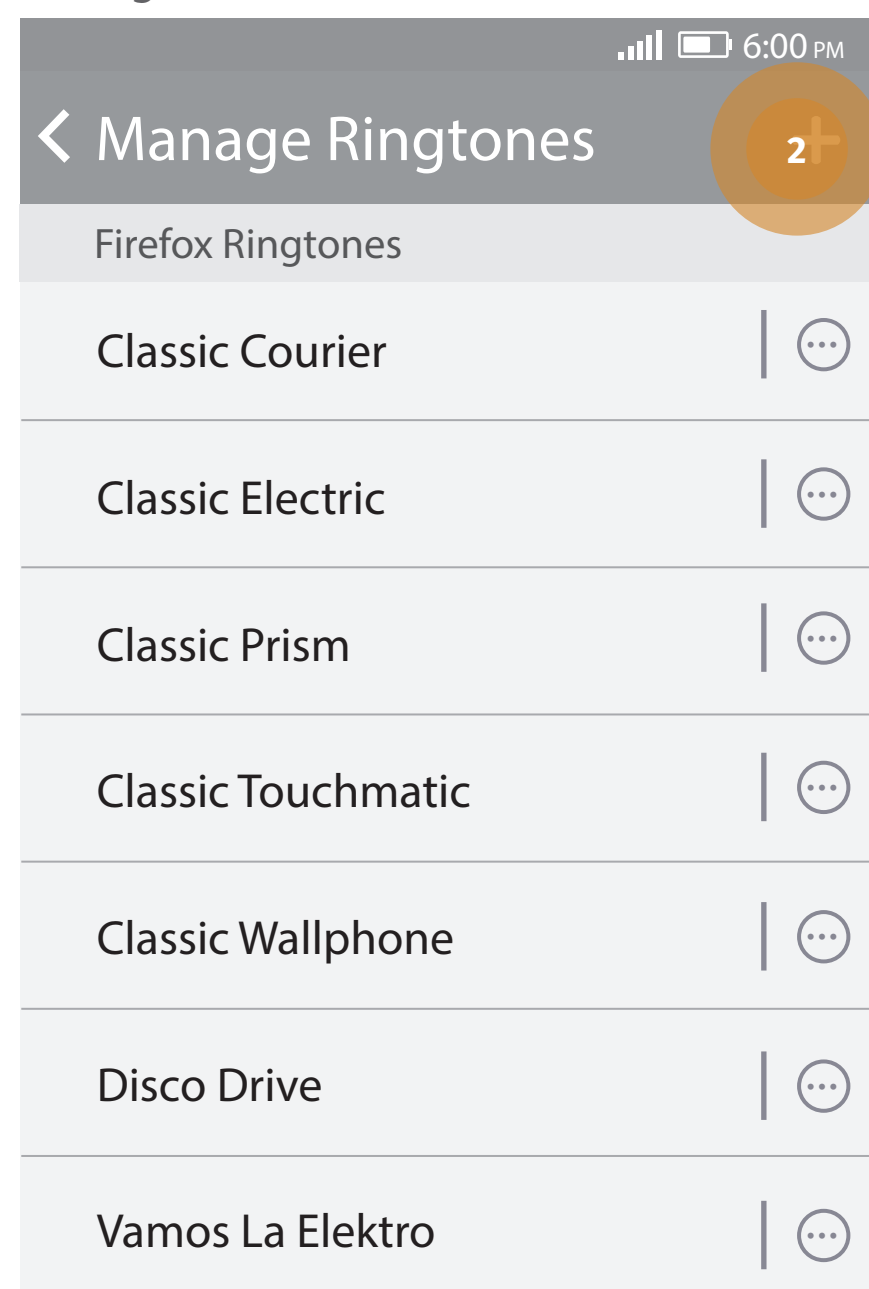 6:00 PM
Manage Ringtones
2
Firefox Ringtones
Classic Courier
Classic Electric
Classic Prism
Classic Touchmatic
Classic Wallphone
Disco Drive
Vamos La Elektro